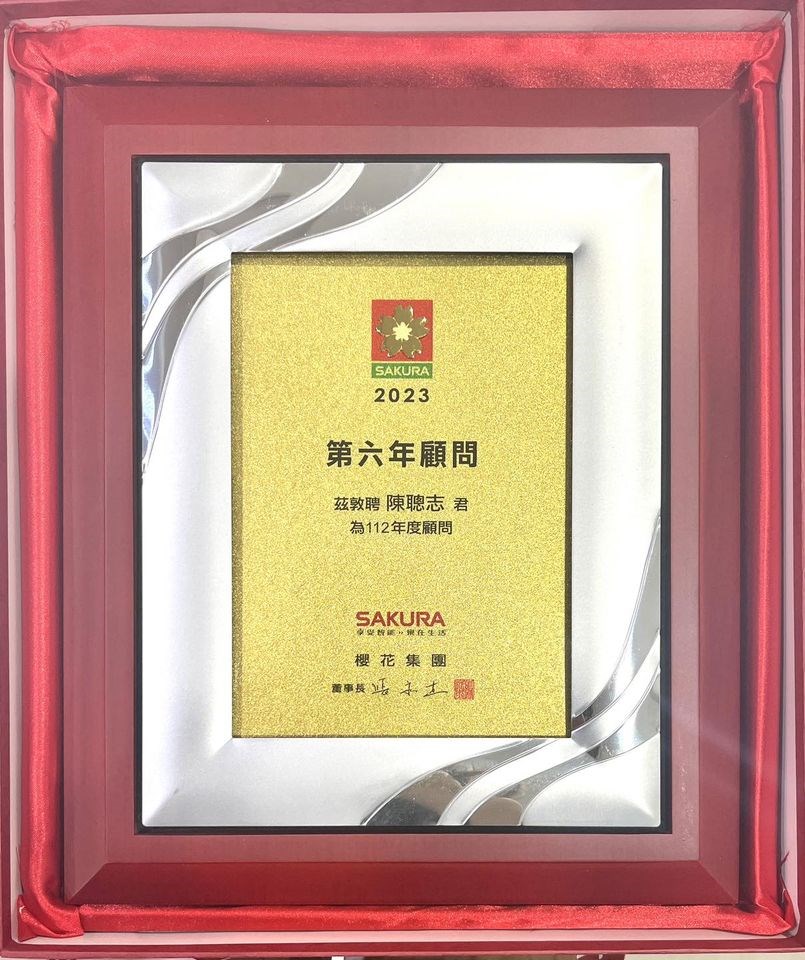 SAKURA
2023
第六年顧問
茲敦聘 陳聰志 君
為112年度顧問
SAKURA
享受智能·樂在生活
櫻花集團
董事長